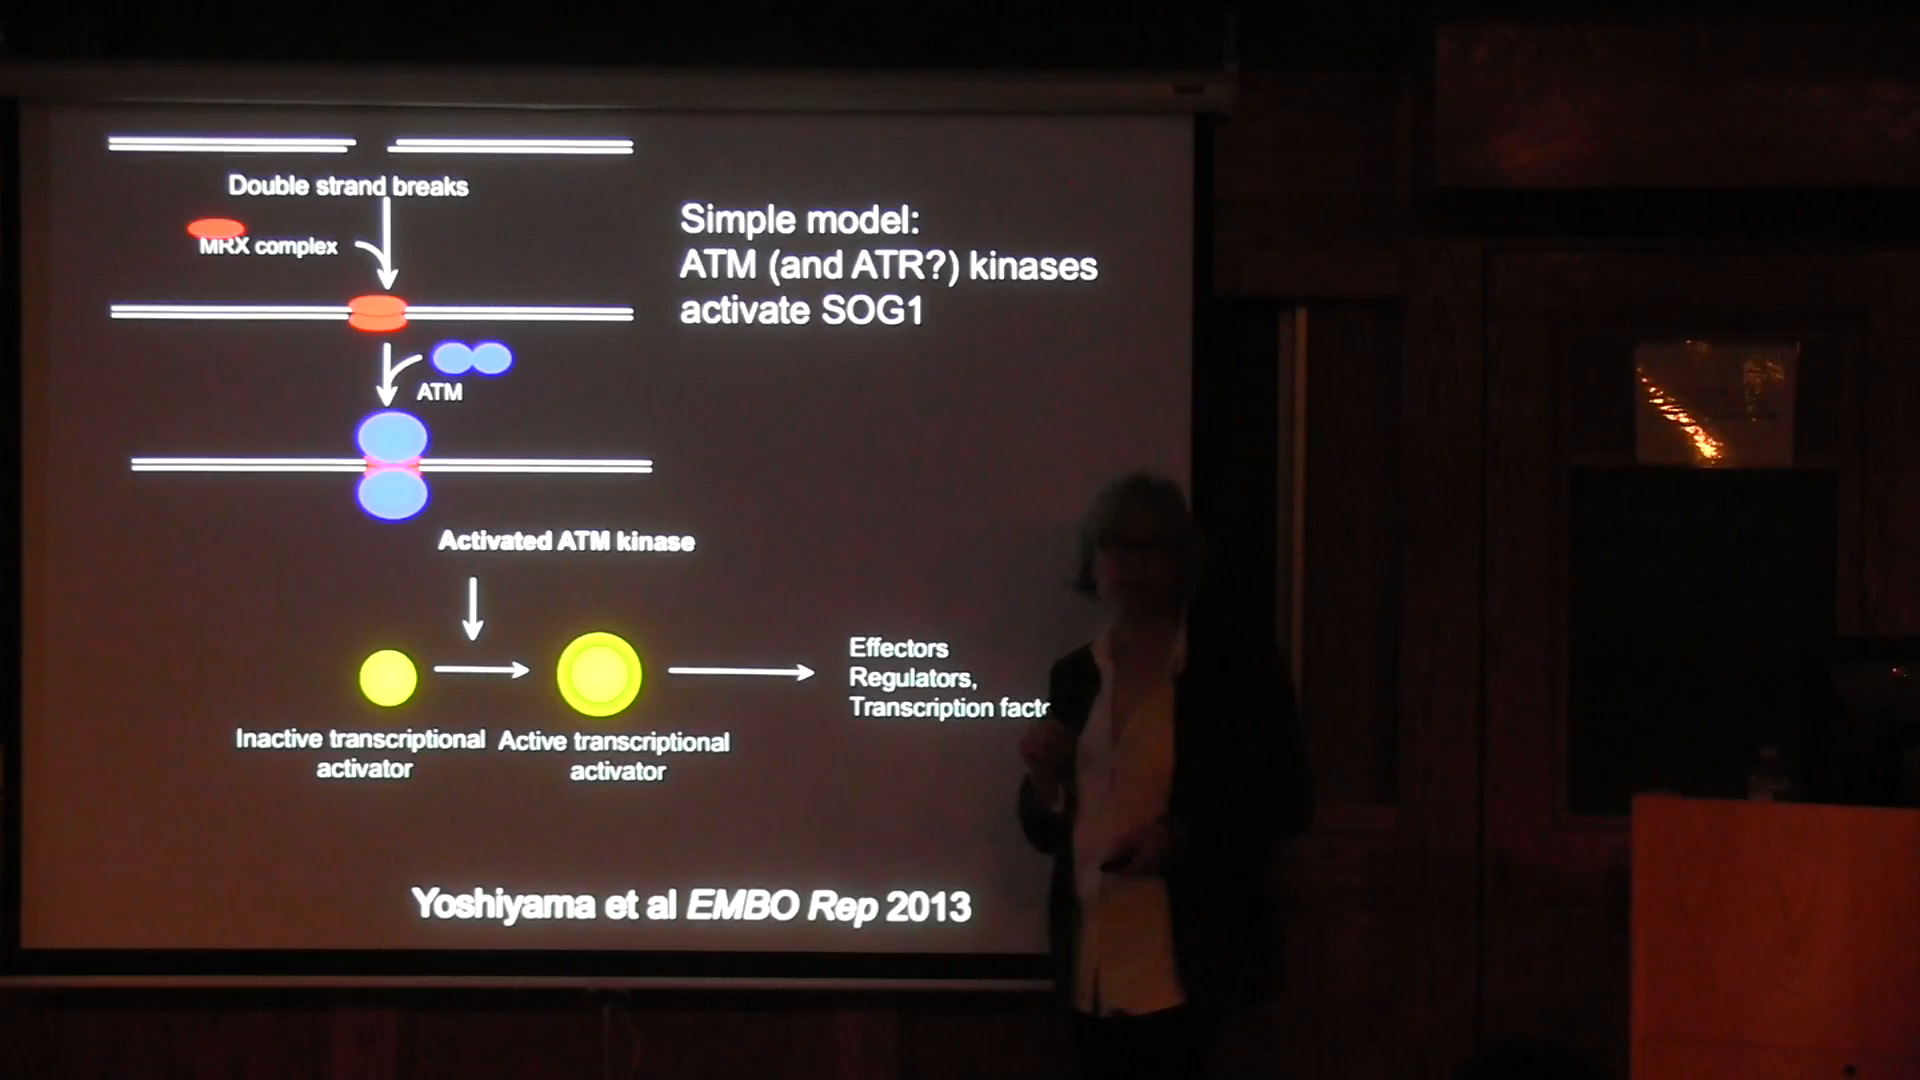 Double strand breaks
MRX complex
Simple model:
ATM (and ATR?) kinases
activate SOG1
ATM
Activated ATM kinase
Effectors
Regulators,
Transcription
Inactive transcriptional
activator
Active transcriptional
activator
Yoshiyama et al EMBO Rep 2013